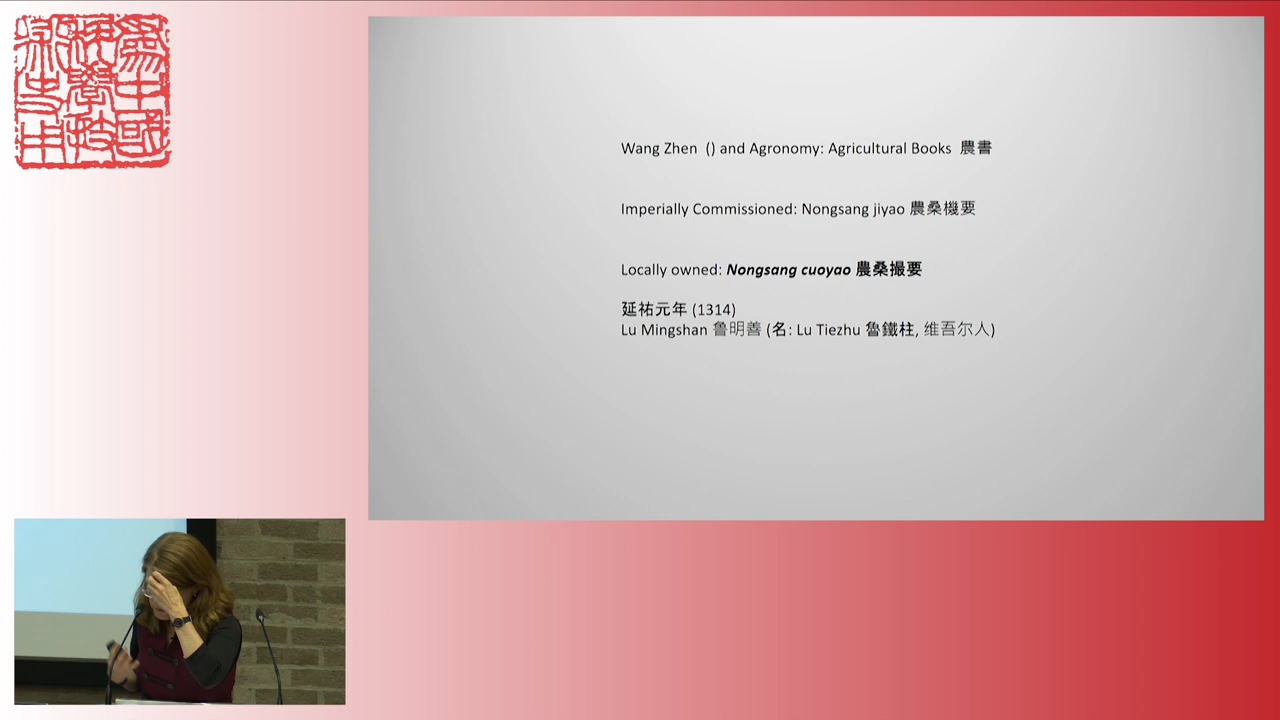 Wang Zhen () and Agronomy: Agricultural Books 農書
Imperially Commissioned: Nongsang jiyao 農桑機要
Locally owned: Nongsang cuoyao 農桑撮要
延祐元年 (1314)
Lu Mingshan 鲁明善 (名: Lu Tiezhu 魯鐵柱, 维吾尔人)